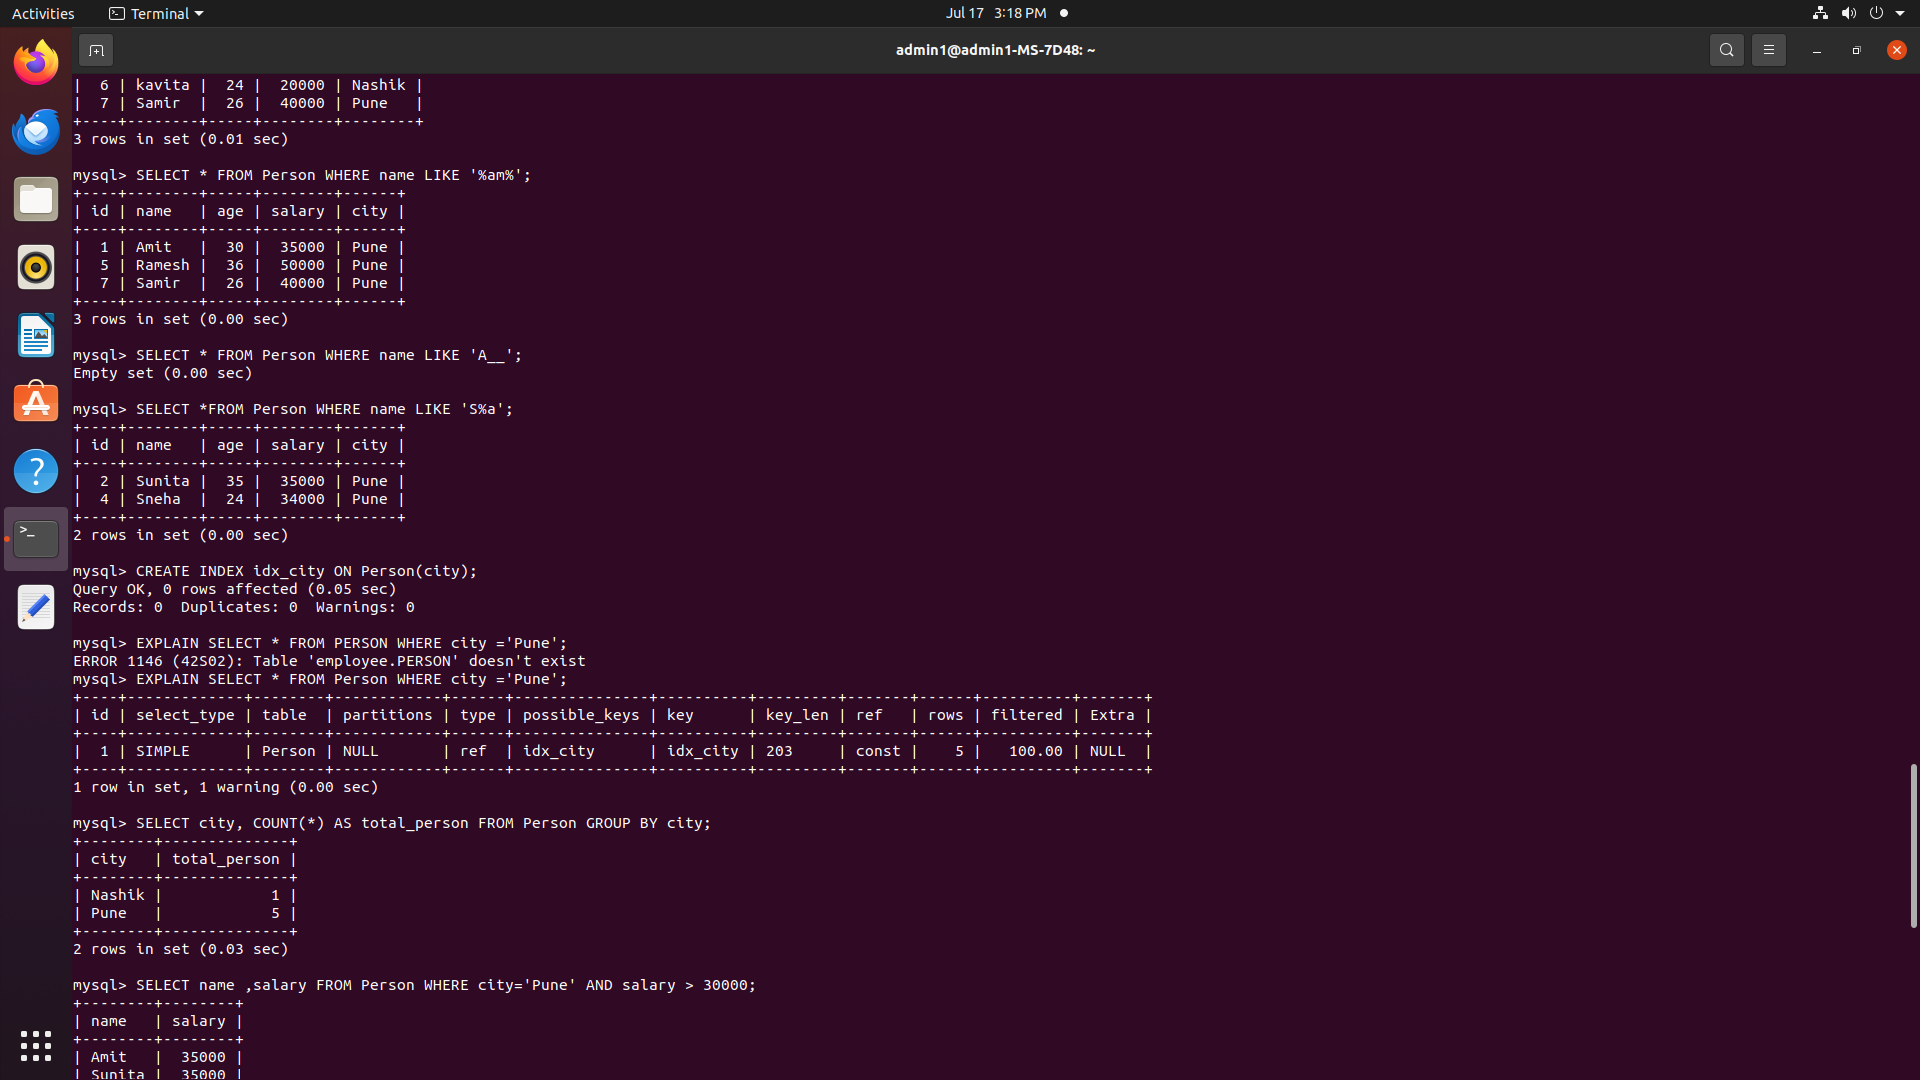 Activities
Terminal
Jul 17 3:18 PM
admin1@admin1-MS-7D48: ~
|  6 | kavita |  24 |  20000 | Nashik |
|  7 | Samir  |  26 |  40000 | Pune   |
+----+--------+-----+--------+--------+
3 rows in set (0.01 sec)
mysql> SELECT * FROM Person WHERE name LIKE '%am%';
+----+--------+-----+--------+------+
| id | name   | age | salary | city |
+----+--------+-----+--------+------+
|  1 | Amit   |  30 |  35000 | Pune |
|  5 | Ramesh |  36 |  50000 | Pune |
|  7 | Samir  |  26 |  40000 | Pune |
+----+--------+-----+--------+------+
3 rows in set (0.00 sec)
mysql> SELECT * FROM Person WHERE name LIKE 'A__';
Empty set (0.00 sec)
mysql> SELECT *FROM Person WHERE name LIKE 'S%a';
+----+--------+-----+--------+------+
| id | name   | age | salary | city |
+----+--------+-----+--------+------+
|  2 | Sunita |  35 |  35000 | Pune |
|  4 | Sneha  |  24 |  34000 | Pune |
+----+--------+-----+--------+------+
2 rows in set (0.00 sec)
mysql> CREATE INDEX idx_city ON Person(city);
Query OK, 0 rows affected (0.05 sec)
Records: 0  Duplicates: 0  Warnings: 0
mysql> EXPLAIN SELECT * FROM PERSON WHERE city ='Pune';
ERROR 1146 (42S02): Table 'employee.PERSON' doesn't exist
mysql> EXPLAIN SELECT * FROM Person WHERE city ='Pune';
+----+-------------+--------+------------+------+---------------+----------+---------+-------+------+----------+-------+
| id | select_type | table  | partitions | type | possible_keys | key      | key_len | ref   | rows | filtered | Extra |
+----+-------------+--------+------------+------+---------------+----------+---------+-------+------+----------+-------+
|  1 | SIMPLE      | Person | NULL       | ref  | idx_city      | idx_city | 203     | const |    5 |   100.00 | NULL  |
+----+-------------+--------+------------+------+---------------+----------+---------+-------+------+----------+-------+
1 row in set, 1 warning (0.00 sec)
mysql> SELECT city, COUNT(*) AS total_person FROM Person GROUP BY city;
+--------+--------------+
| city   | total_person |
+--------+--------------+
| Nashik |            1 |
| Pune   |            5 |
+--------+--------------+
2 rows in set (0.03 sec)
mysql> SELECT name ,salary FROM Person WHERE city='Pune' AND salary > 30000;
+--------+--------+
| name   | salary |
+--------+--------+
| Amit   |  35000 |
| Sunita |  35000 |